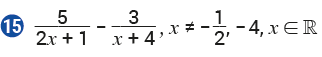 15 5/(2x + 1) − 3/(x + 4), x ≠ −1/2, −4, x ∈ ℝ